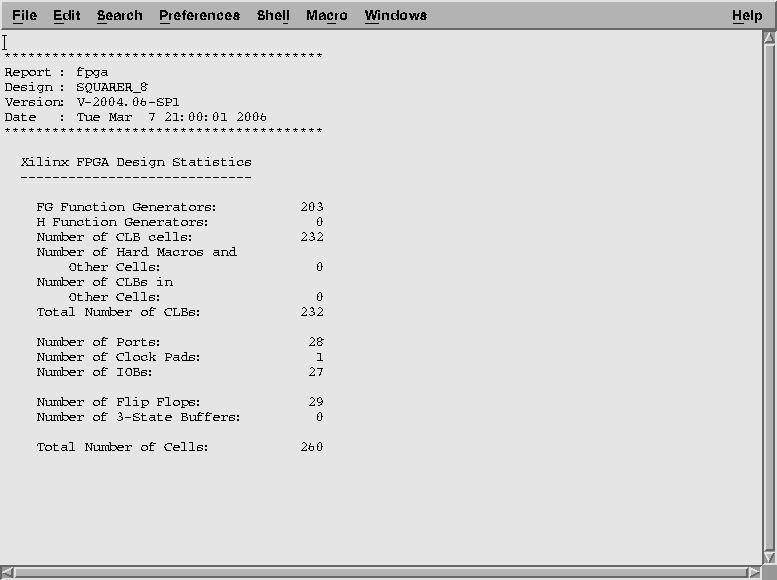 File Edit Search Preferences Shell Macro Windows Help
****************************************
Report : fpga
Design : SQUARER_8
Version: V-2004.06-SP1
Date   : Tue Mar  7 21:00:01 2006
****************************************
Xilinx FPGA Design Statistics
-----------------------------
FG Function Generators: 203
H Function Generators: 0
Number of CLB cells: 232
Number of Hard Macros and
Other Cells: 0
Number of CLBs in
Other Cells: 0
Total Number of CLBs: 232
Number of Ports: 28
Number of Clock Pads: 1
Number of IOBs: 27
Number of Flip Flops: 29
Number of 3-State Buffers: 0
Total Number of Cells: 260